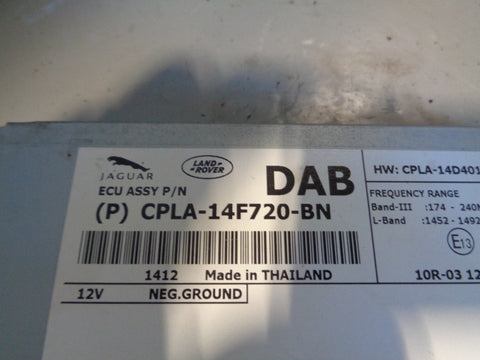 JAGUAR
LAND-
ROVER
DAB
ECU ASSY P/N
(P) CPLA-14F720-BN
1412 Made in THAILAND
12V NEG.GROUND
HW: CPLA-14D401
FREQUENCY RANGE
Band-III :174 - 240M
L-Band :1452 - 1492
E13
10R-03 12